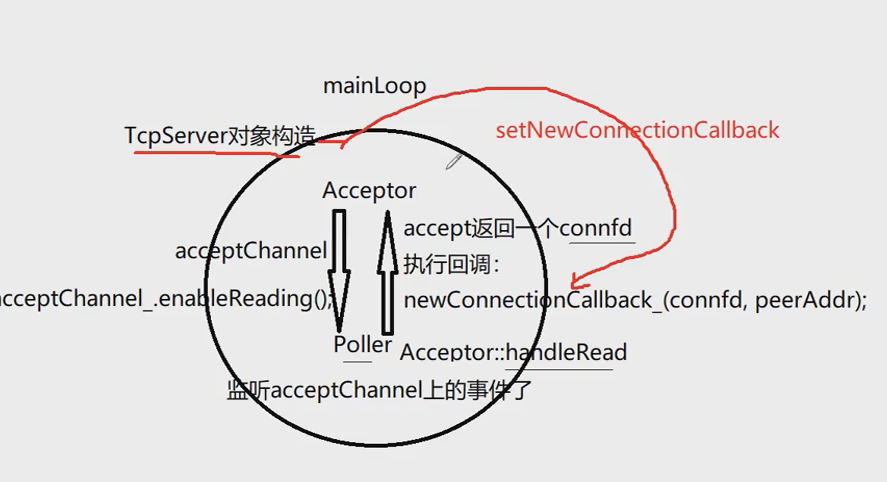 mainLoop
TcpServer对象构造
setNewConnectionCallback
Acceptor
accept返回一个connfd
acceptChannel
执行回调：
acceptChannel_.enableReading();
newConnectionCallback_(connfd, peerAddr);
Poller
Acceptor::handleRead
监听acceptChannel上的事件了